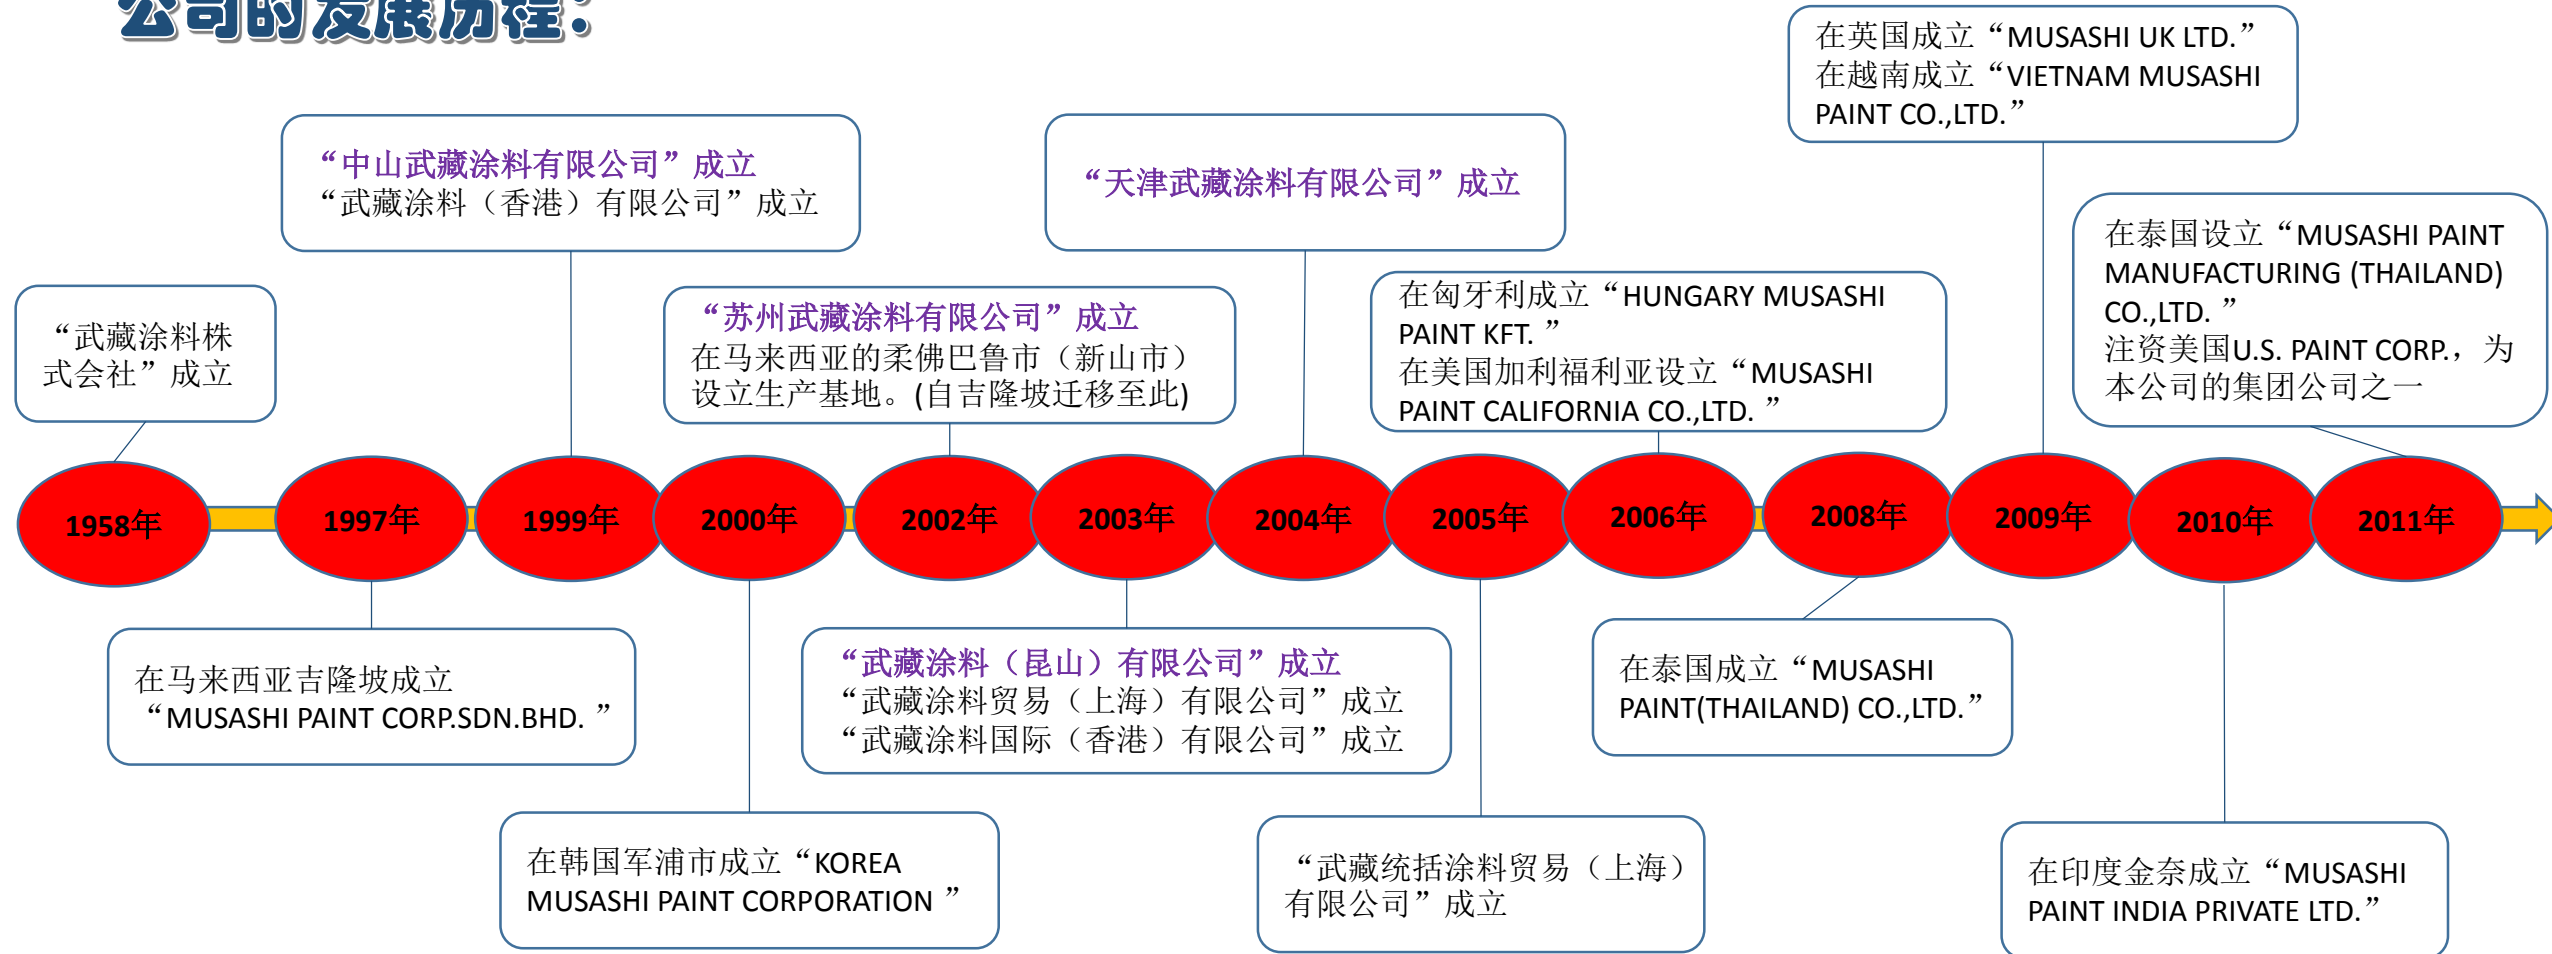 公司的发展历程：
在英国成立“MUSASHI UK LTD.”
在越南成立“VIETNAM MUSASHI
PAINT CO.,LTD.”
“中山武藏涂料有限公司”成立
“武藏涂料（香港）有限公司”成立
“天津武藏涂料有限公司”成立
在泰国设立“MUSASHI PAINT
MANUFACTURING (THAILAND)
CO.,LTD. ”
注资美国U.S. PAINT CORP.，为
本公司的集团公司之一
“武藏涂料株
式会社”成立
“苏州武藏涂料有限公司”成立
在马来西亚的柔佛巴鲁市（新山市）
设立生产基地。(自吉隆坡迁移至此)
在匈牙利成立“HUNGARY MUSASHI
PAINT KFT. ”
在美国加利福利亚设立“MUSASHI
PAINT CALIFORNIA CO.,LTD. ”
1958年
1997年
1999年
2000年
2002年
2003年
2004年
2005年
2006年
2008年
2009年
2010年
2011年
在马来西亚吉隆坡成立
“MUSASHI PAINT CORP.SDN.BHD. ”
“武藏涂料（昆山）有限公司”成立
“武藏涂料贸易（上海）有限公司”成立
“武藏涂料国际（香港）有限公司”成立
在泰国成立“MUSASHI
PAINT(THAILAND) CO.,LTD.”
在韩国军浦市成立“KOREA
MUSASHI PAINT CORPORATION ”
“武藏统括涂料贸易（上海）
有限公司”成立
在印度金奈成立“MUSASHI
PAINT INDIA PRIVATE LTD.”